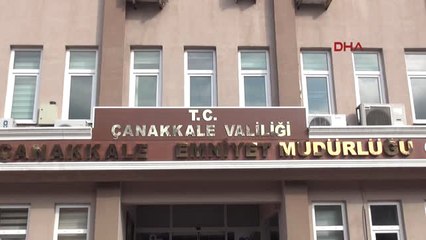 DHA
T.C.
ÇANAKKALE VALİLİĞİ
ÇANAKKALE EMNİYET MÜDÜRLÜĞÜ